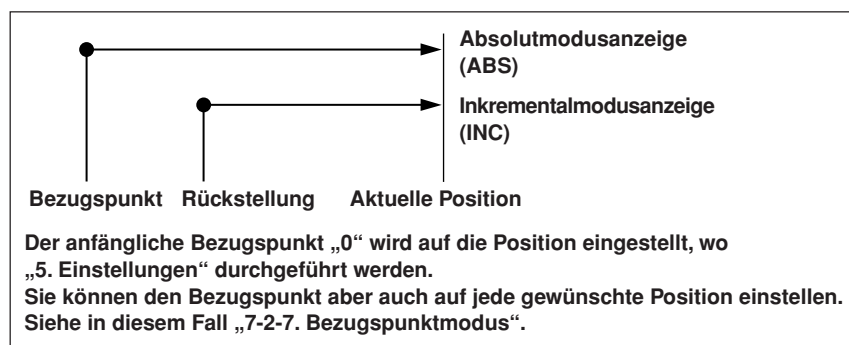 Absolutmodusanzeige
(ABS)
Inkrementalmodusanzeige
(INC)
Bezugspunkt Rückstellung Aktuelle Position
Der anfängliche Bezugspunkt „0“ wird auf die Position eingestellt, wo
„5. Einstellungen“ durchgeführt werden.
Sie können den Bezugspunkt aber auch auf jede gewünschte Position einstellen.
Siehe in diesem Fall „7-2-7. Bezugspunktmodus“.